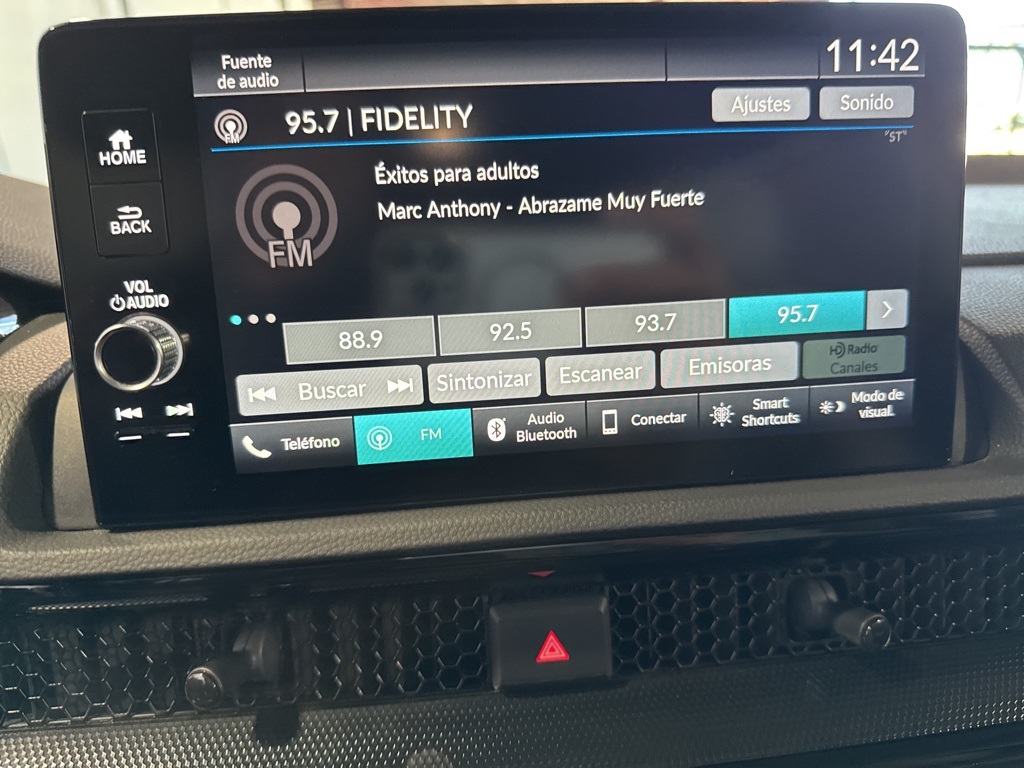 Fuente
de audio
11:42
FM
95.7 | FIDELITY
Ajustes
Sonido
"ST"
HOME
BACK
VOL
AUDIO
FM
Éxitos para adultos
Marc Anthony - Abrazame Muy Fuerte
88.9
92.5
93.7
95.7
Buscar
Sintonizar
Escanear
Emisoras
HD Radio
Canales
Teléfono
FM
Audio
Bluetooth
Conectar
Smart
Shortcuts
Modo de
visual.